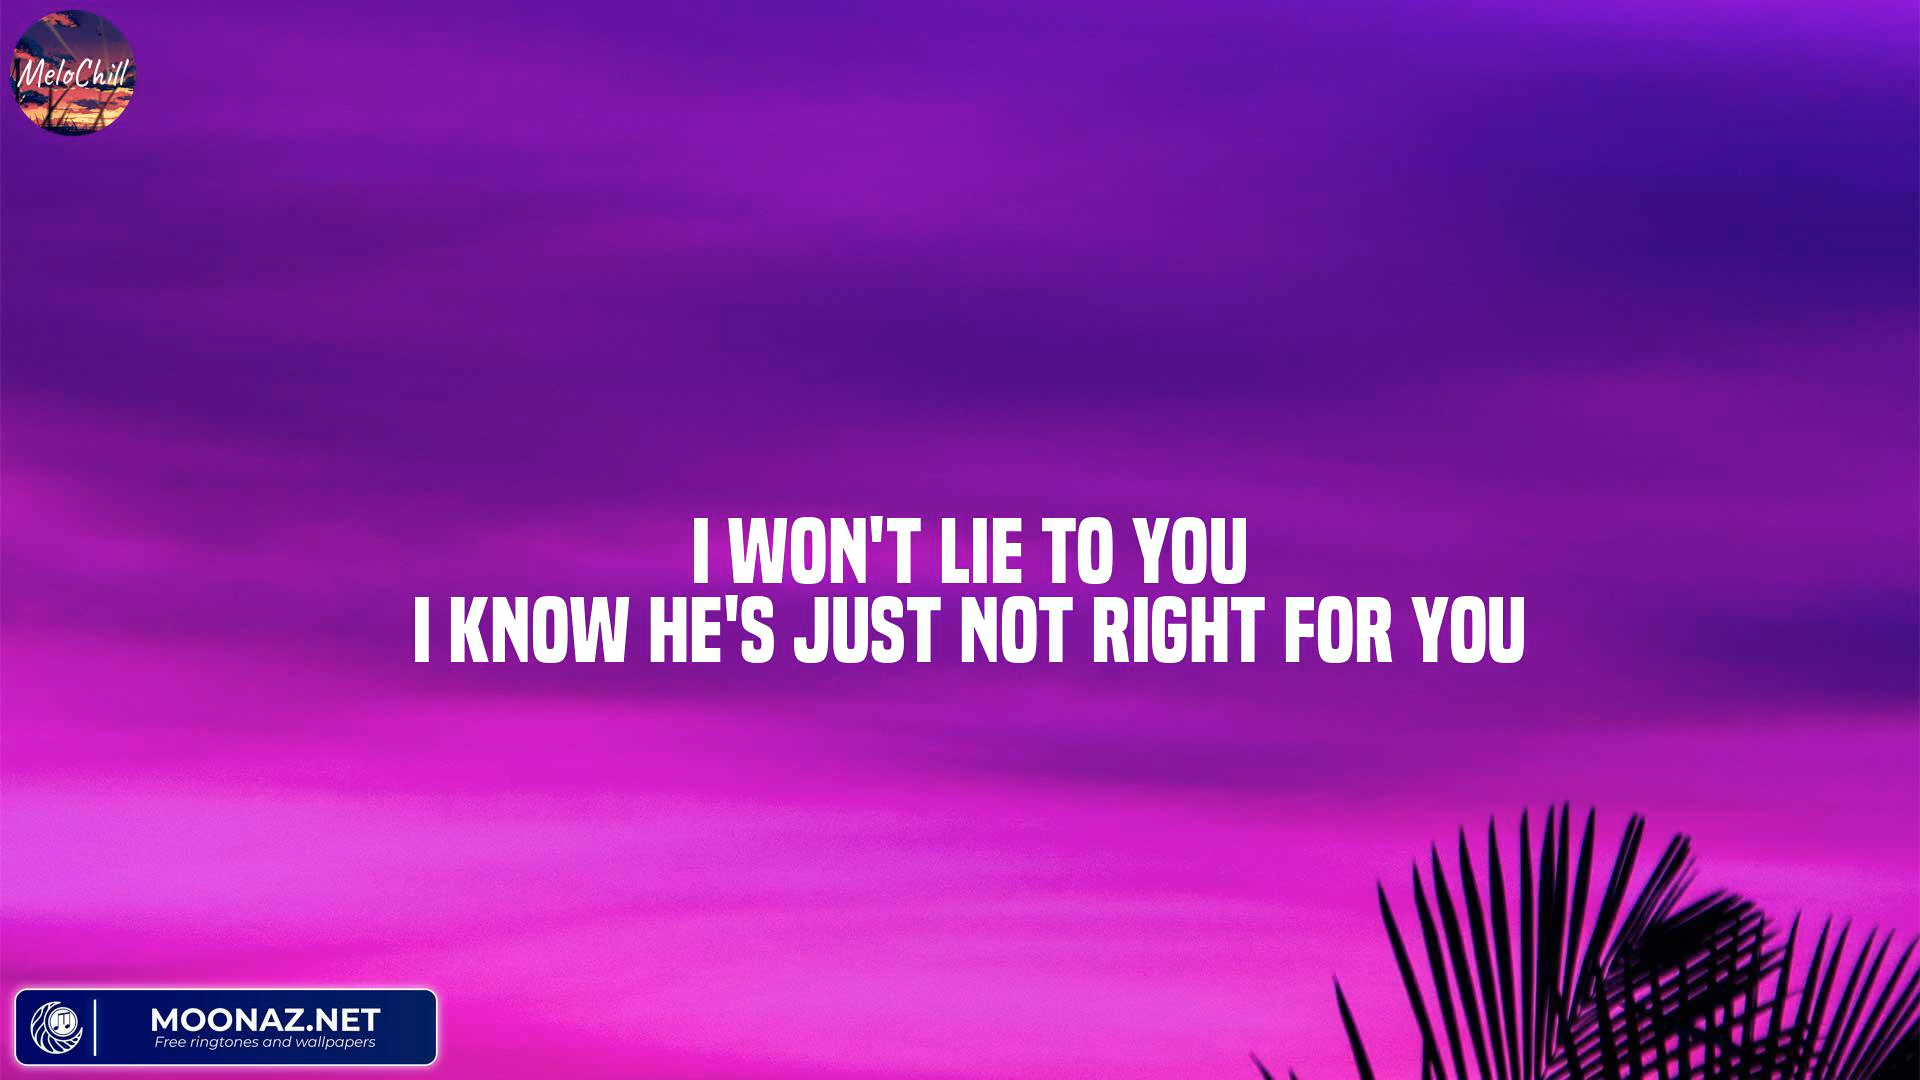 MeloChill
I WON'T LIE TO YOU
I KNOW HE'S JUST NOT RIGHT FOR YOU
MOONAZ.NET
Free ringtones and wallpapers